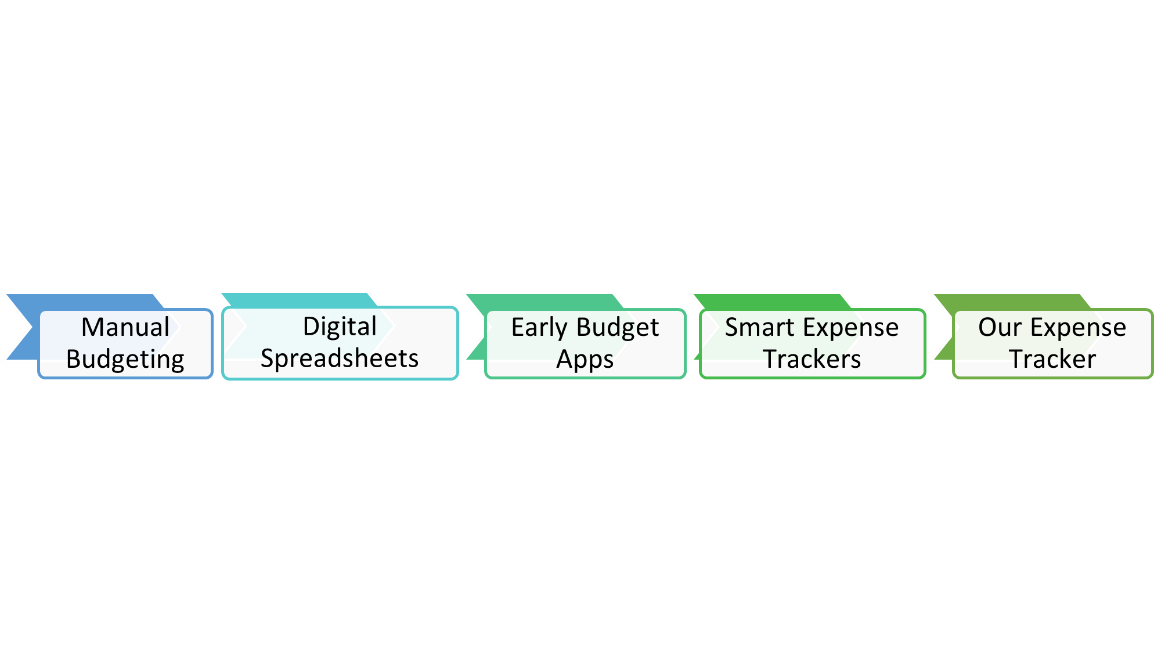 Manual
Budgeting
Digital
Spreadsheets
Early Budget
Apps
Smart Expense
Trackers
Our Expense
Tracker